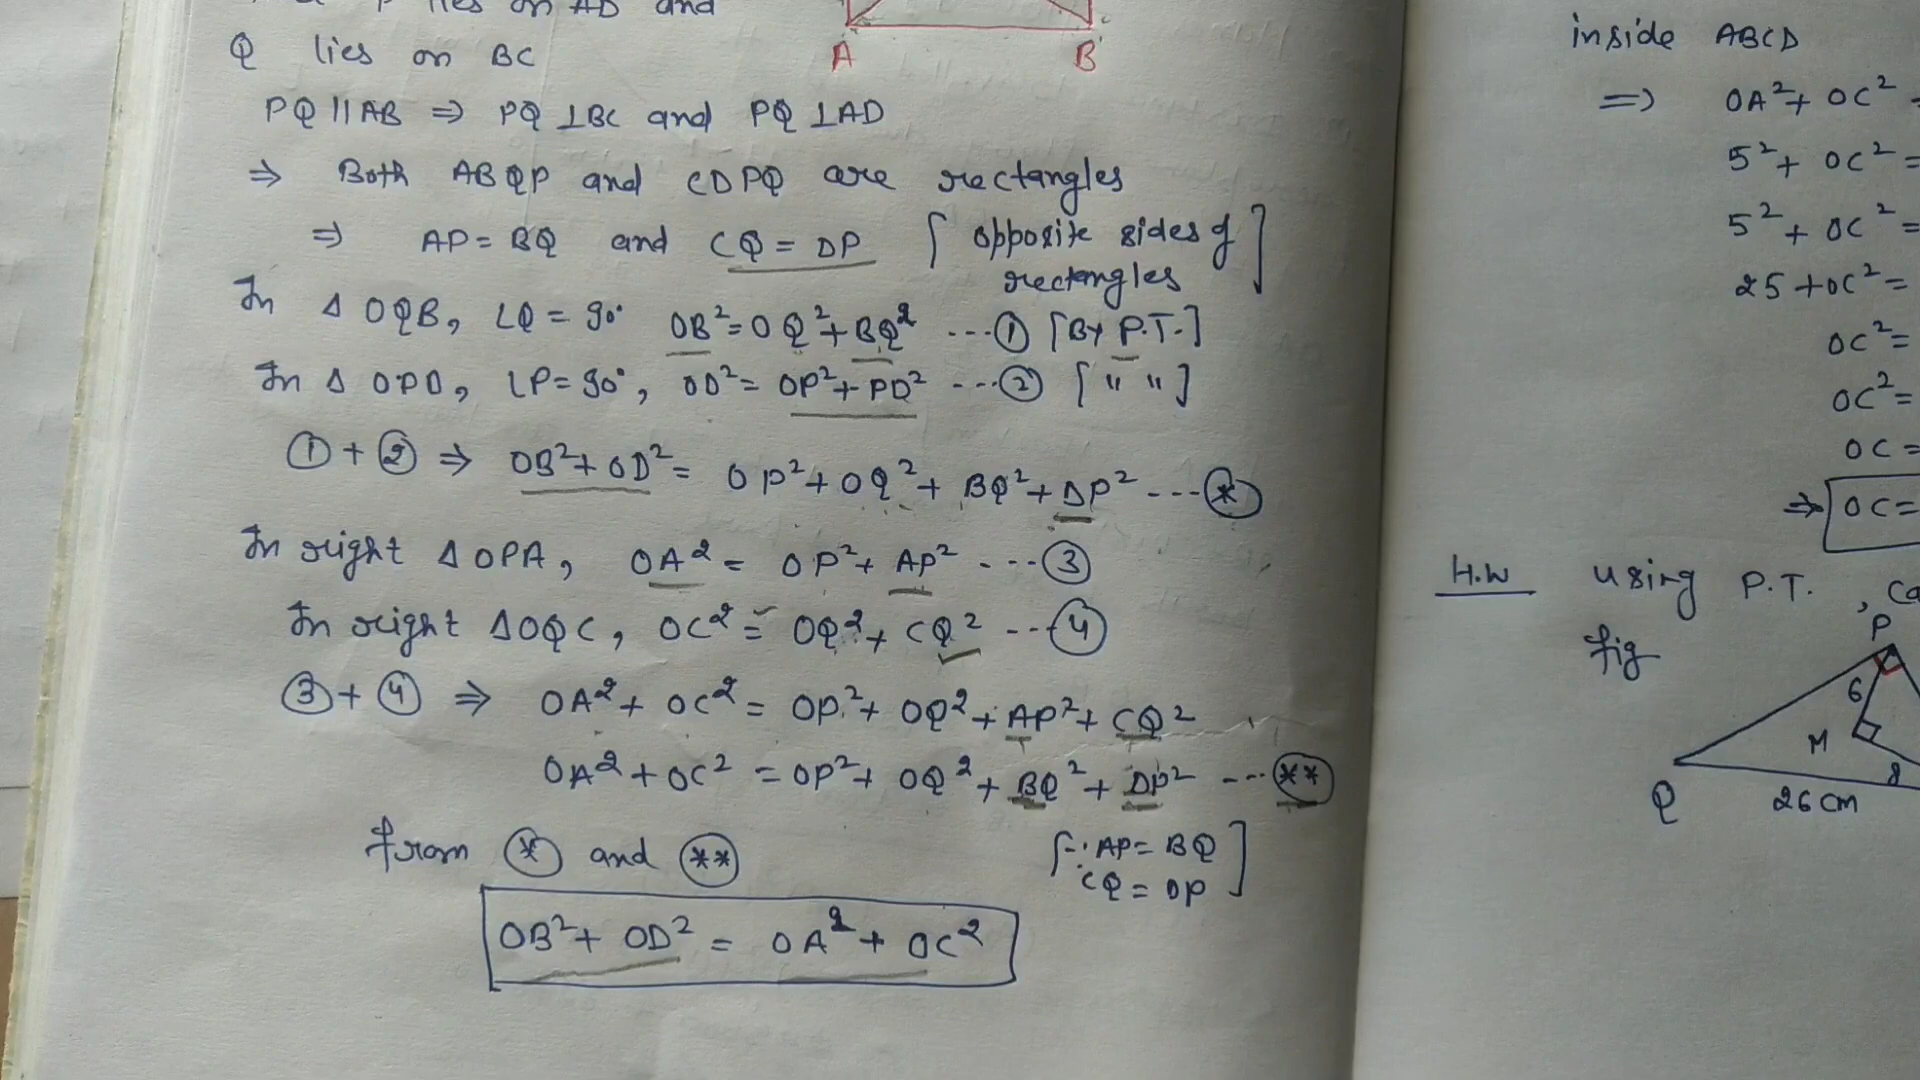 P lies on AD and
Q lies on BC
A B
PQ || AB ⇒ PQ ⊥BC and PQ ⊥AD
⇒ Both ABQP and CDPQ are rectangles
⇒ AP = BQ and CQ = DP [opposite sides of rectangles]
In Δ OQB, ∠Q = 90° OB² = OQ² + BQ² ---① [By P.T.]
In Δ OPD, ∠P = 90°, OD² = OP² + PD² ---② [" "]
① + ② ⇒ OB² + OD² = OP² + OQ² + BQ² + DP² ---(*)
In right Δ OPA, OA² = OP² + AP² ---③
In right Δ OQC, OC² = OQ² + CQ² ---④
③ + ④ ⇒ OA² + OC² = OP² + OQ² + AP² + CQ²
OA² + OC² = OP² + OQ² + BQ² + DP² ---(**)
from (*) and (**) [∵ AP = BQ
CQ = DP]
OB² + OD² = OA² + OC²
inside ABCD
=> OA² + OC²
5² + OC² =
5² + OC² =
25 + OC² =
OC² =
OC² =
OC =
⇒ OC =
H.W using P.T.,
fig
P
6
M
8
Q 26 cm